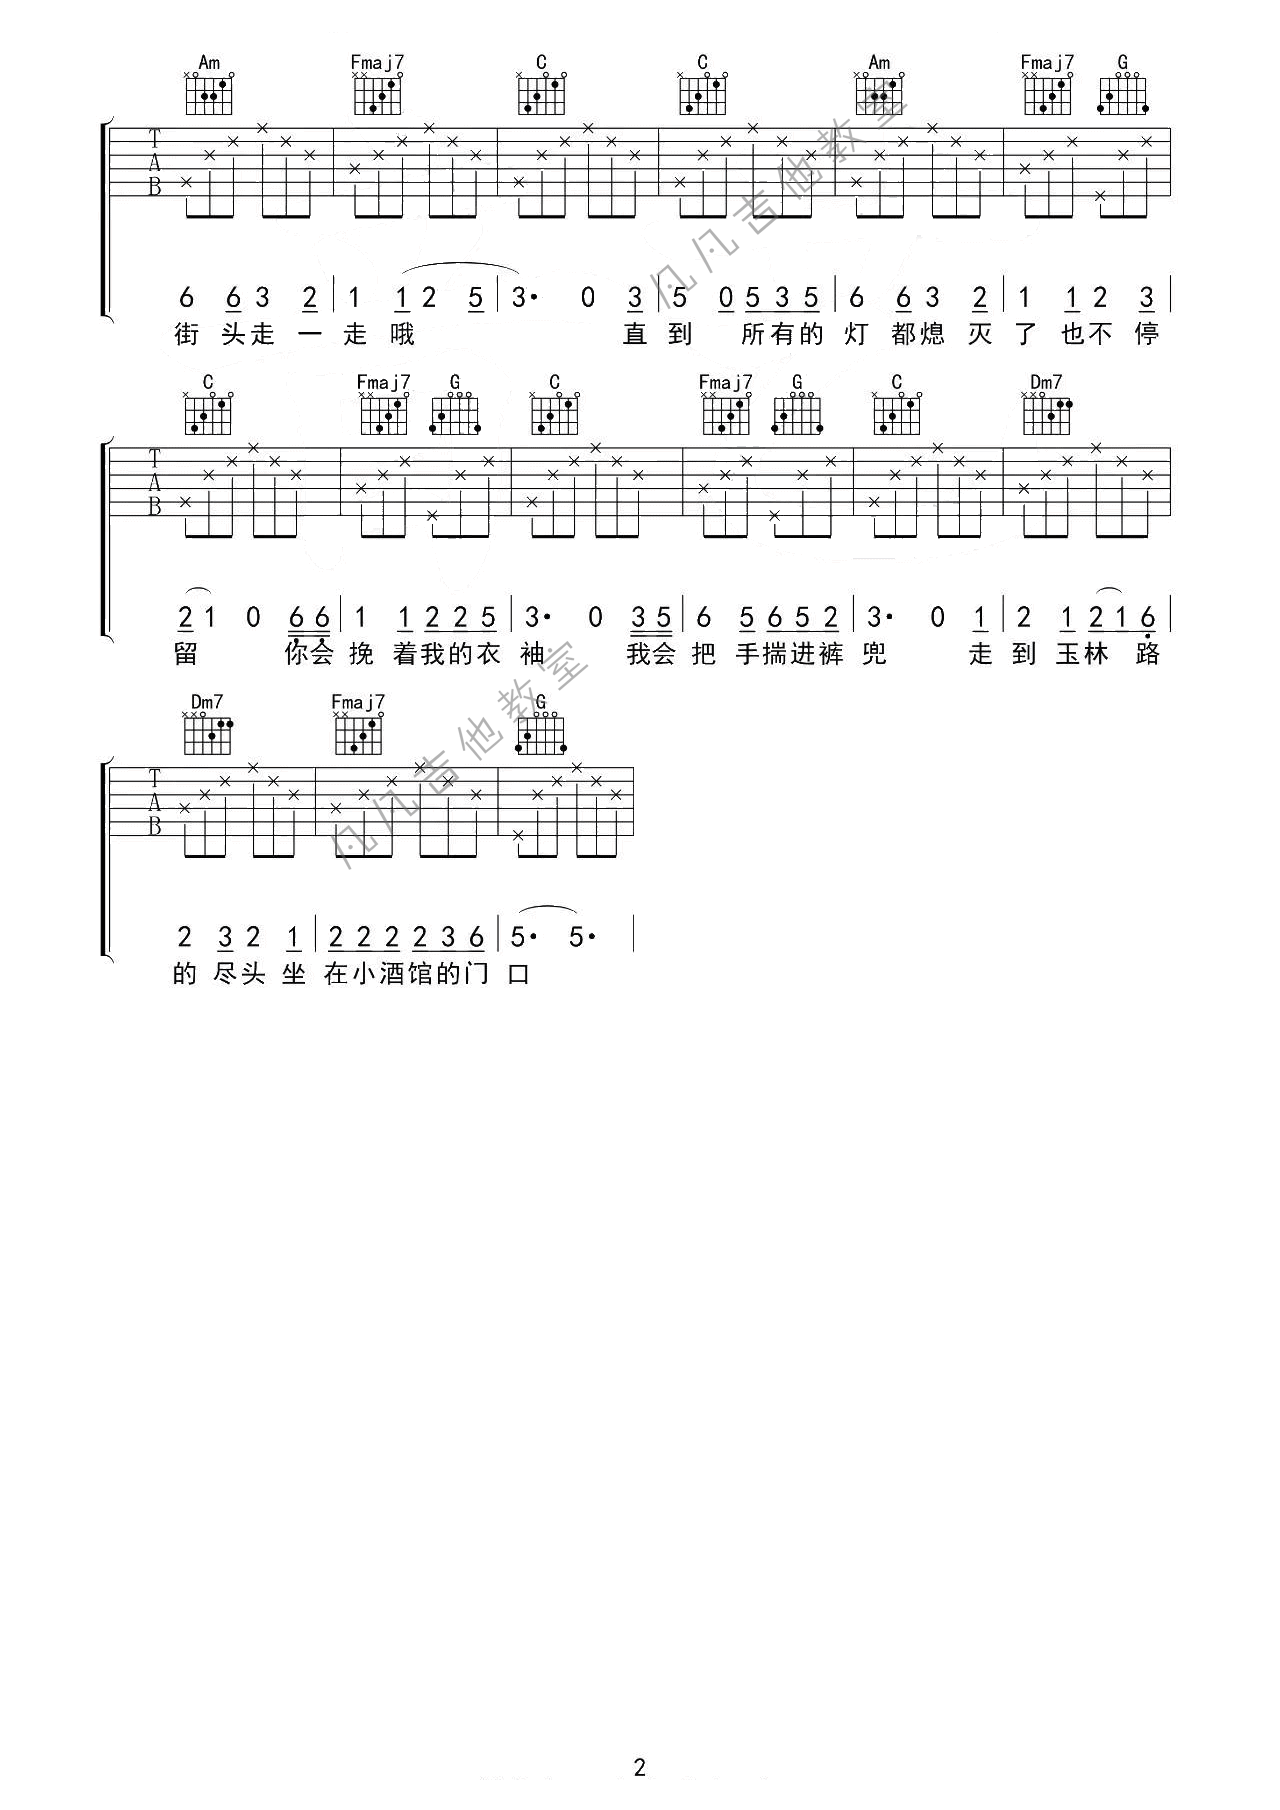 Am Fmaj7 C C Am Fmaj7 G
T
A
B
6 6 3 2 | 1 1 2 5 | 3· 0 3 | 5 0 5 3 5 | 6 6 3 2 | 1 1 2 3 |
街 头 走 一 走 哦 直 到 所 有 的 灯 都 熄 灭 了 也 不 停
C Fmaj7 G C Fmaj7 G C Dm7
T
A
B
2 1 0 6 6 | 1 1 2 2 5 | 3· 0 3 5 | 6 5 6 5 2 | 3· 0 1 | 2 1 2 1 6 |
留 你 会 挽 着 我 的 衣 袖 我 会 把 手 揣 进 裤 兜 走 到 玉 林 路
Dm7 Fmaj7 G
T
A
B
2 3 2 1 | 2 2 2 2 3 6 | 5· 5· |
的 尽 头 坐 在 小 酒 馆 的 门 口
凡凡吉他教室
凡凡吉他教室
2